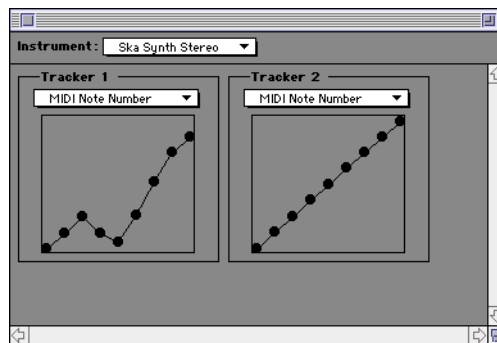 Instrument: Ska Synth Stereo
Tracker 1
MIDI Note Number
Tracker 2
MIDI Note Number